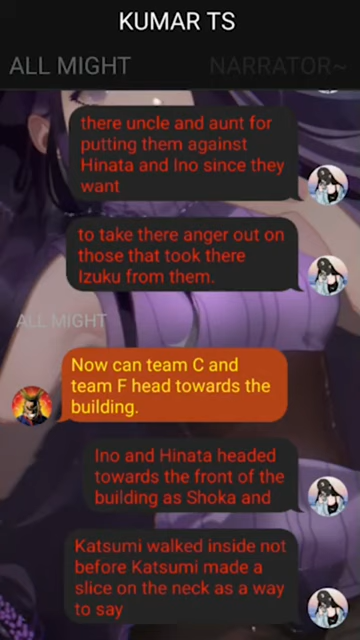 KUMAR TS
ALL MIGHT
NARRATOR~
there uncle and aunt for
putting them against
Hinata and Ino since they
want
to take there anger out on
those that took there
Izuku from them.
ALL MIGHT
Now can team C and
team F head towards the
building.
Ino and Hinata headed
towards the front of the
building as Shoka and
Katsumi walked inside not
before Katsumi made a
slice on the neck as a way
to say